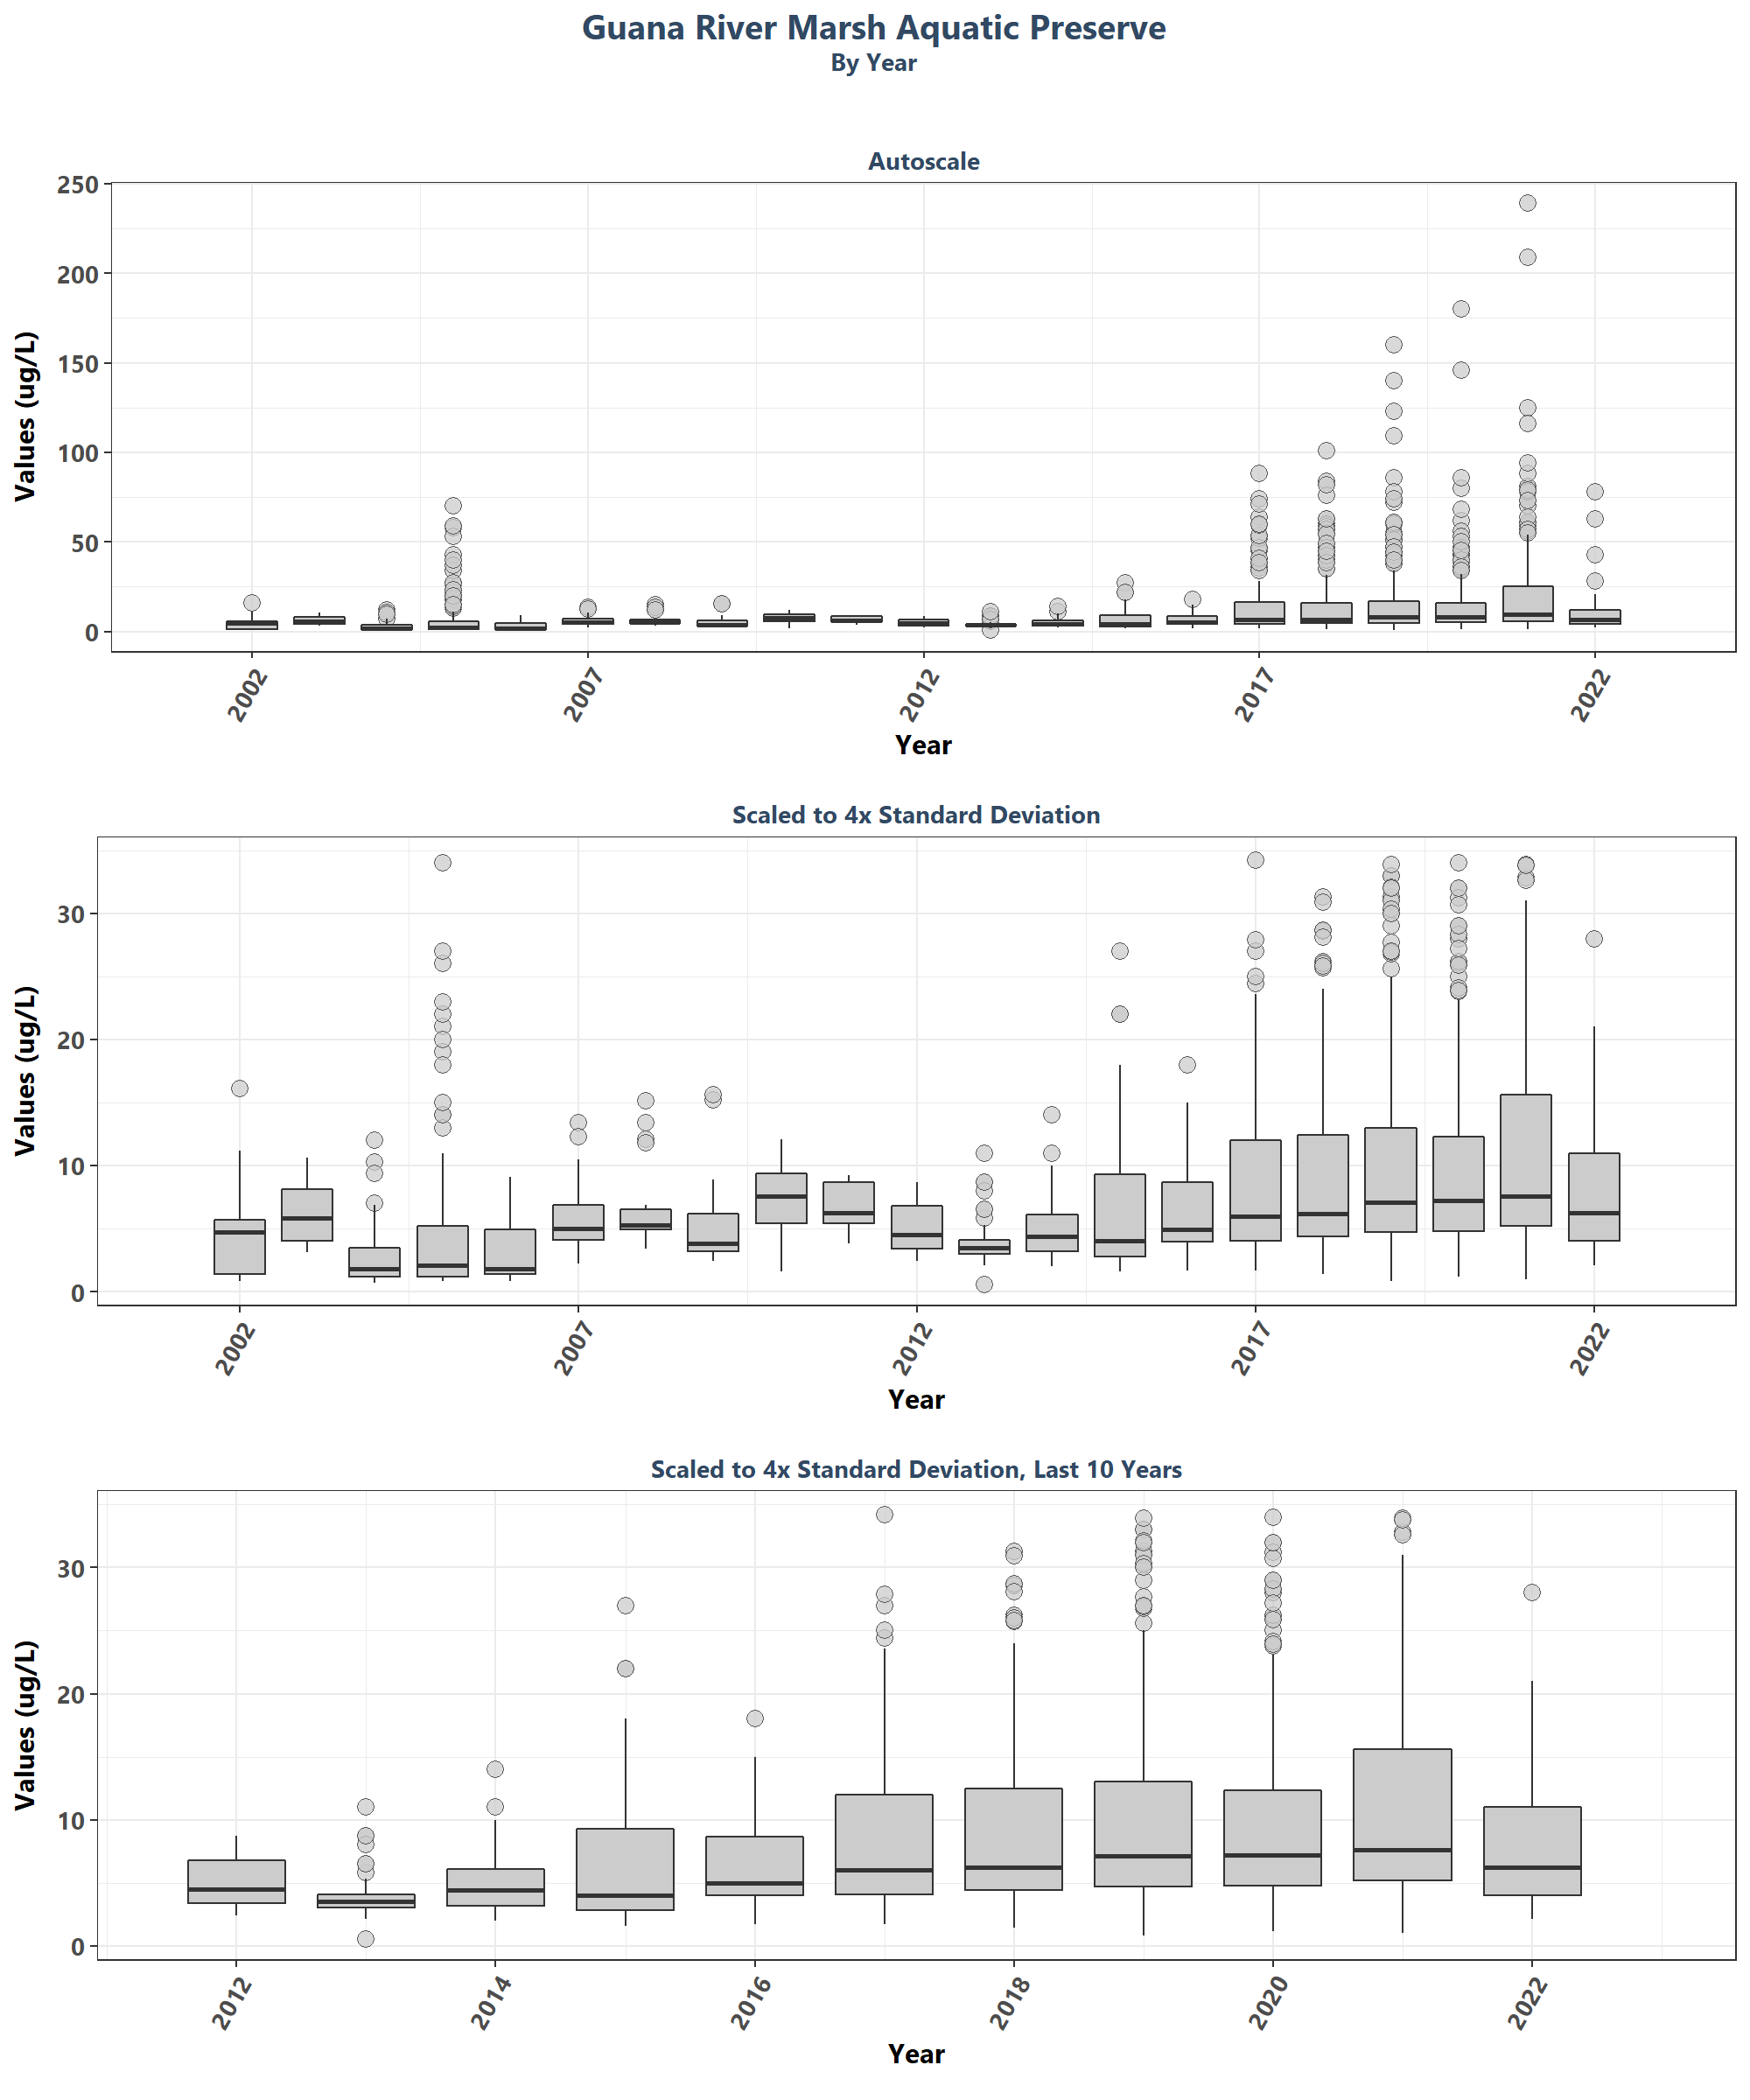 Guana River Marsh Aquatic Preserve
By Year
Autoscale
Values (ug/L)
250
200
150
100
50
0
2002
2007
2012
2017
2022
Year
Scaled to 4x Standard Deviation
Values (ug/L)
30
20
10
0
2002
2007
2012
2017
2022
Year
Scaled to 4x Standard Deviation, Last 10 Years
Values (ug/L)
30
20
10
0
2012
2014
2016
2018
2020
2022
Year